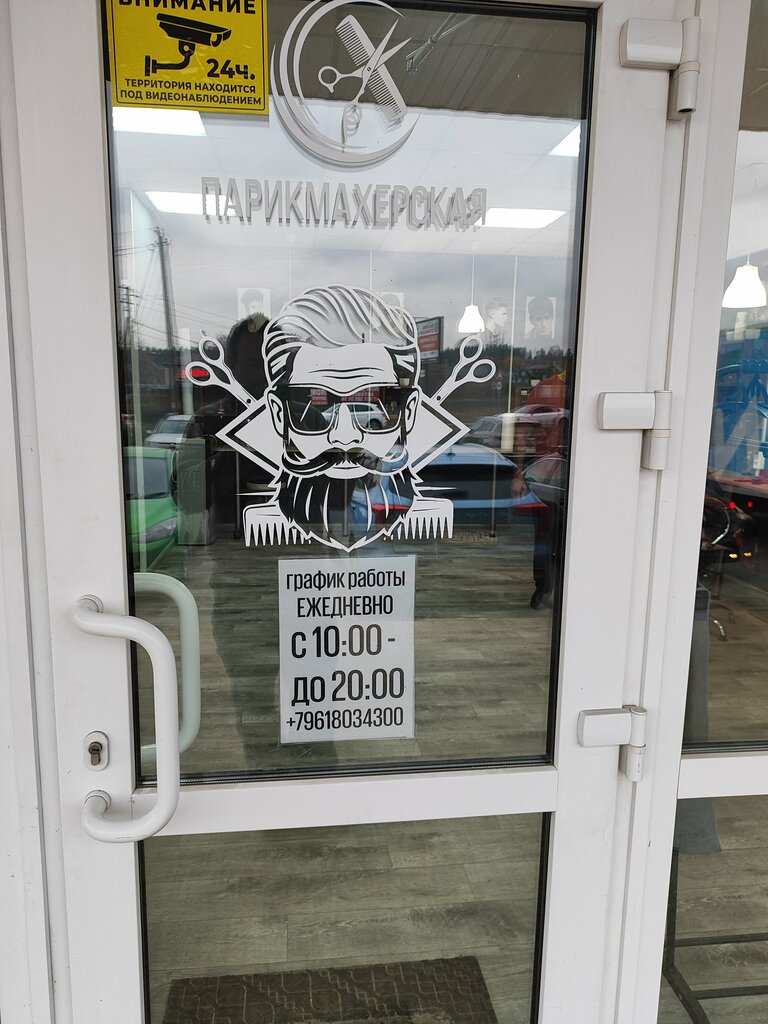 ВНИМАНИЕ
24ч.
ТЕРРИТОРИЯ НАХОДИТСЯ
ПОД ВИДЕОНАБЛЮДЕНИЕМ
ПАРИКМАХЕРСКАЯ
график работы
ЕЖЕДНЕВНО
с 10:00 -
до 20:00
+79618034300